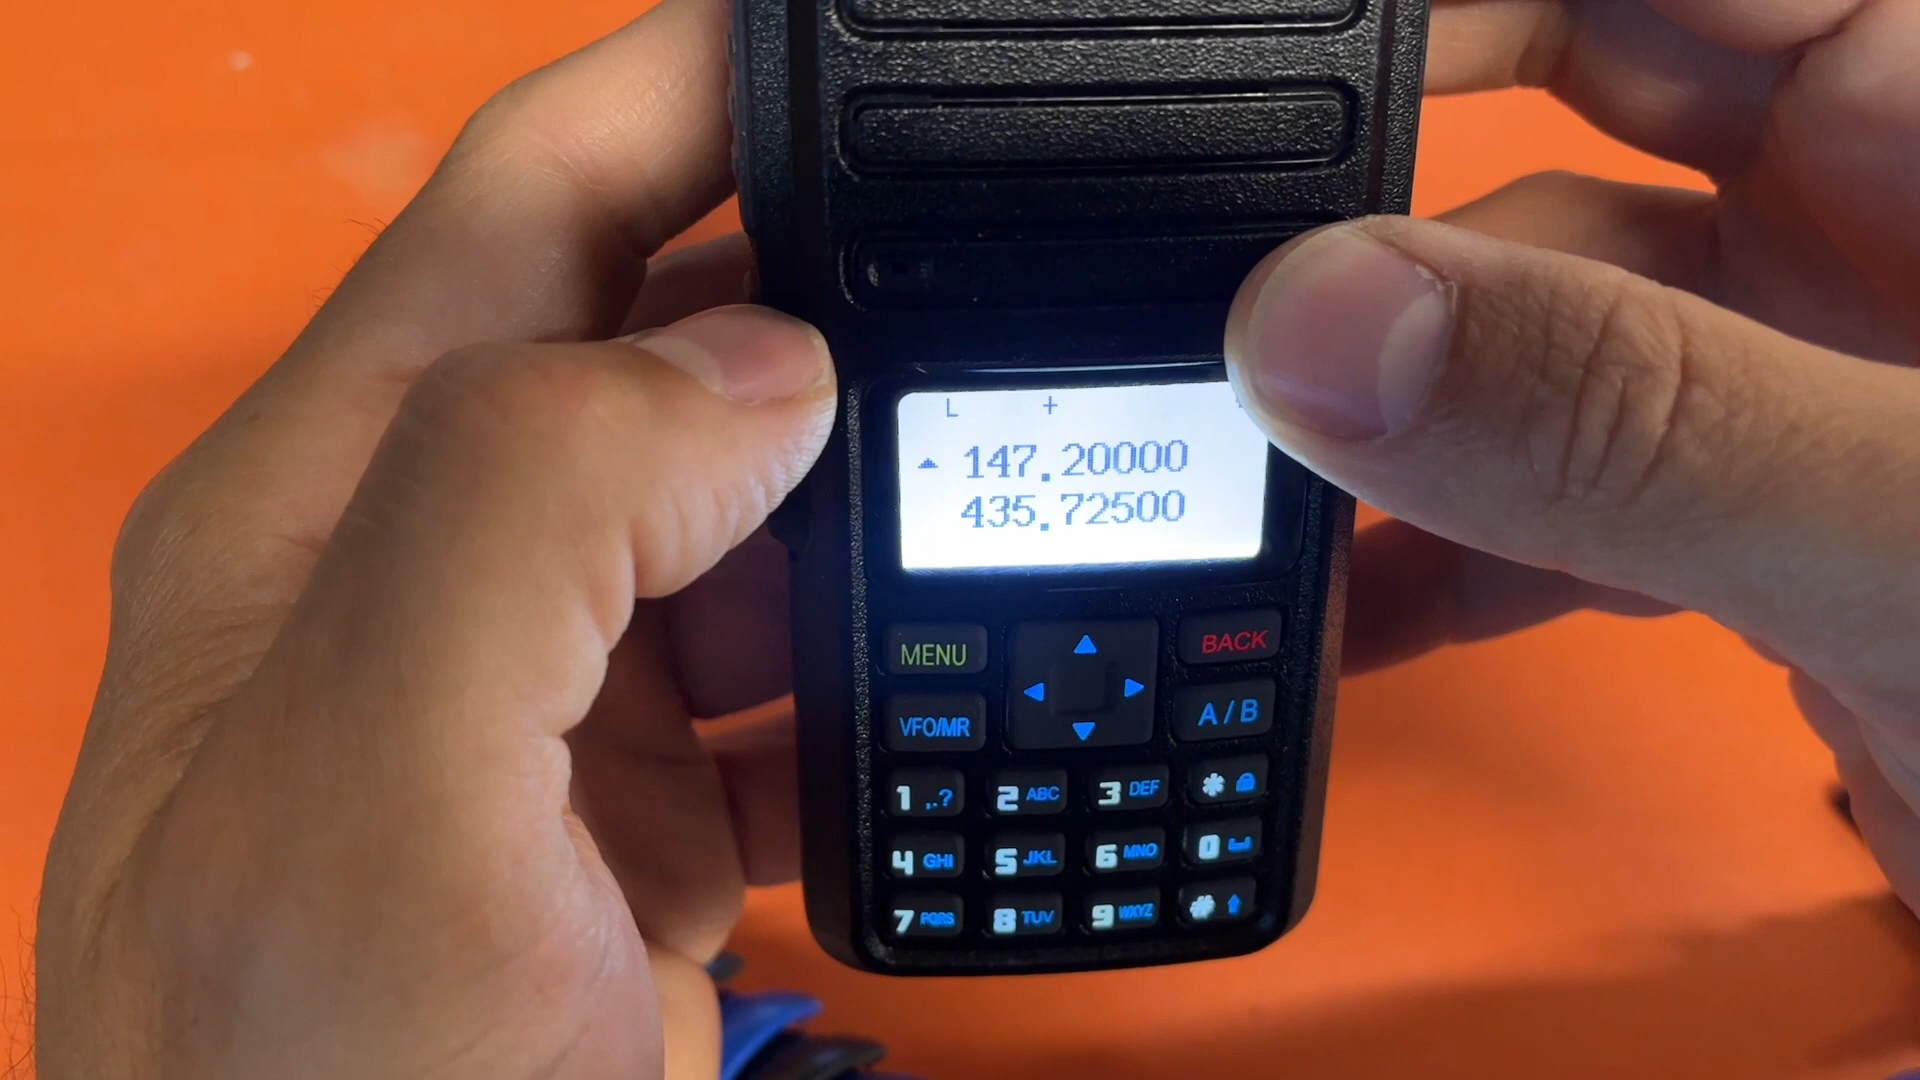 L +
147.20000
435.72500
MENU BACK
VFO/MR A / B
1 ,.? 2 ABC 3 DEF *
4 GHI 5 JKL 6 MNO 0
7 PQRS 8 TUV 9 WXYZ #